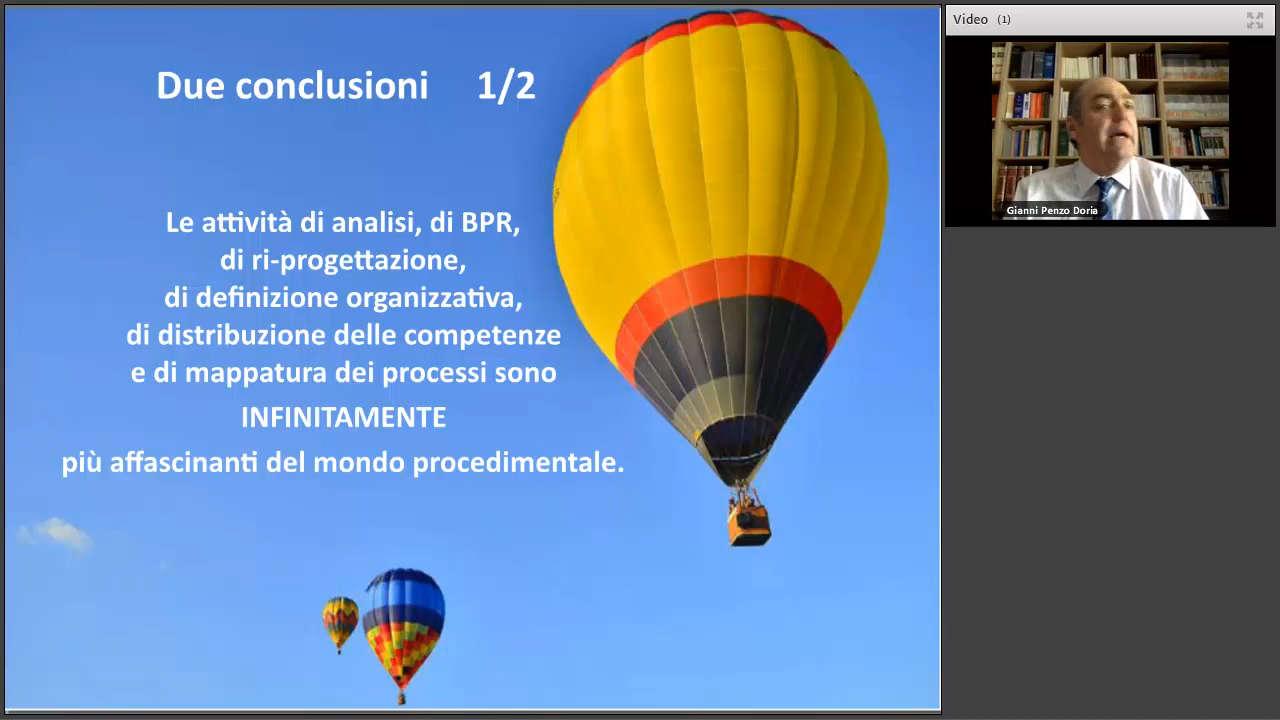 Due conclusioni 1/2
Le attività di analisi, di BPR,
di ri-progettazione,
di definizione organizzativa,
di distribuzione delle competenze
e di mappatura dei processi sono
INFINITAMENTE
più affascinanti del mondo procedimentale.
Video (1)
Gianni Penzo Doria